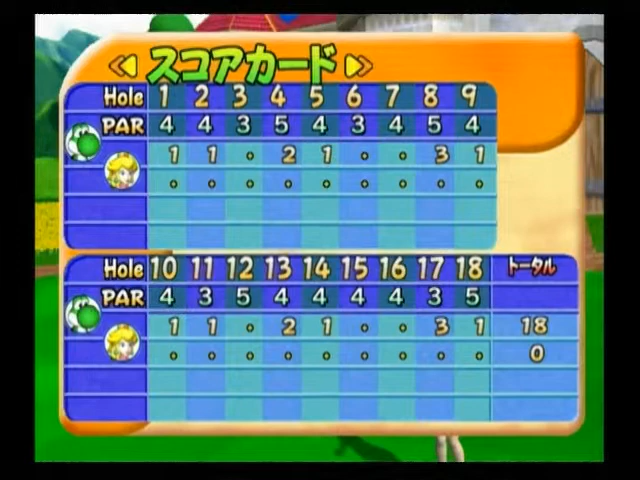 スコアカード
Hole 1 2 3 4 5 6 7 8 9
PAR 4 4 3 5 4 3 4 5 4
1 1 · 2 1 · · 3 1
· · · · · · · · ·
Hole 10 11 12 13 14 15 16 17 18 トータル
PAR 4 3 5 4 4 4 4 3 5
1 1 · 2 1 · · 3 1 18
· · · · · · · · · 0